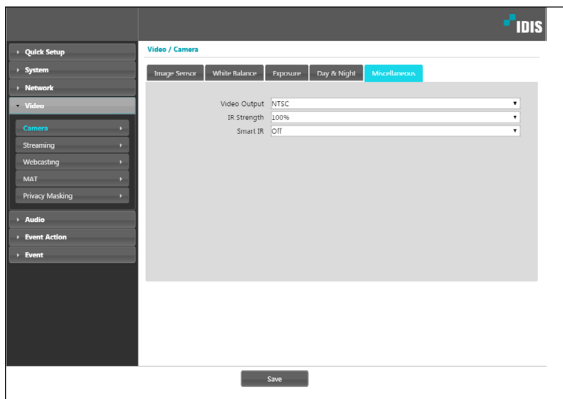 IDIS
Quick Setup
System
Network
Video
Camera
Streaming
Webcasting
MAT
Privacy Masking
Audio
Event Action
Event
Video / Camera
Image Sensor White Balance Exposure Day & Night Miscellaneous
Video Output NTSC
IR Strength 100%
Smart IR Off
Save